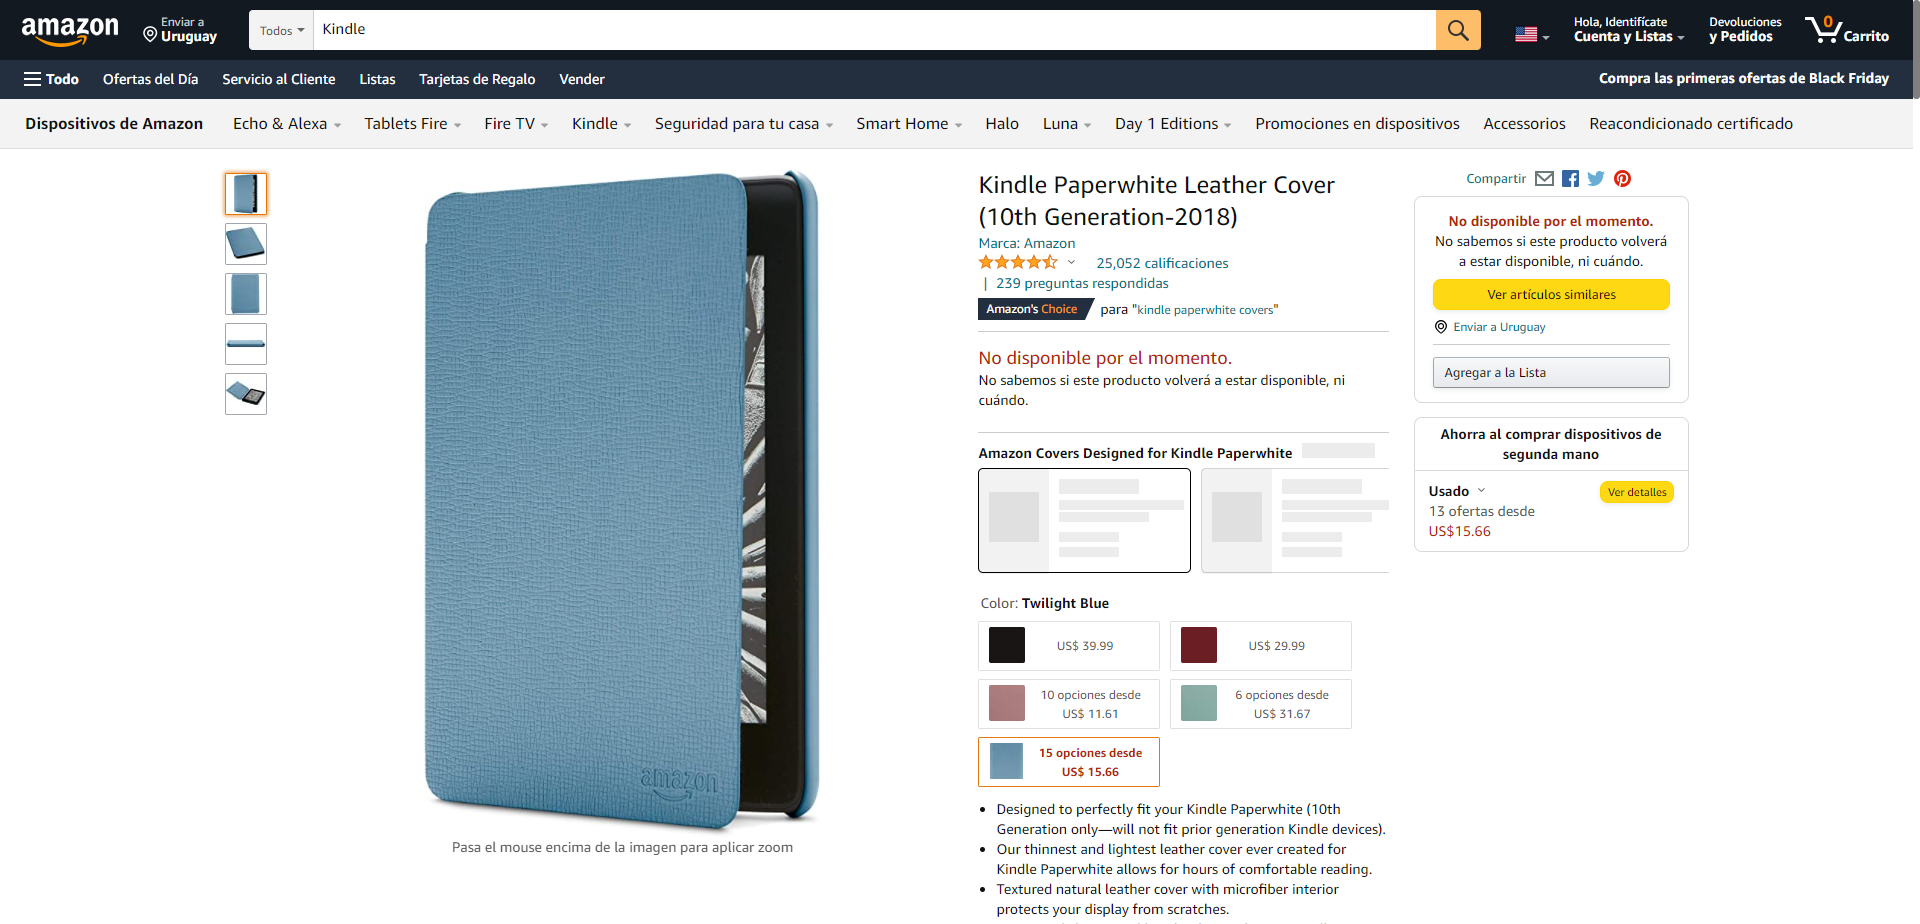 amazon
Enviar a
Uruguay
Todos
Kindle
Hola, Identifícate
Cuenta y Listas
Devoluciones
y Pedidos
0
Carrito
Todo
Ofertas del Día
Servicio al Cliente
Listas
Tarjetas de Regalo
Vender
Compra las primeras ofertas de Black Friday
Dispositivos de Amazon
Echo & Alexa
Tablets Fire
Fire TV
Kindle
Seguridad para tu casa
Smart Home
Halo
Luna
Day 1 Editions
Promociones en dispositivos
Accessorios
Reacondicionado certificado
amazon
Pasa el mouse encima de la imagen para aplicar zoom
Kindle Paperwhite Leather Cover
(10th Generation-2018)
Marca: Amazon
25,052 calificaciones
| 239 preguntas respondidas
Amazon's Choice para "kindle paperwhite covers"
No disponible por el momento.
No sabemos si este producto volverá a estar disponible, ni
cuándo.
Amazon Covers Designed for Kindle Paperwhite
Color: Twilight Blue
US$ 39.99
US$ 29.99
10 opciones desde
US$ 11.61
6 opciones desde
US$ 31.67
15 opciones desde
US$ 15.66
• Designed to perfectly fit your Kindle Paperwhite (10th
Generation only—will not fit prior generation Kindle devices).
• Our thinnest and lightest leather cover ever created for
Kindle Paperwhite allows for hours of comfortable reading.
• Textured natural leather cover with microfiber interior
protects your display from scratches.
Compartir
No disponible por el momento.
No sabemos si este producto volverá
a estar disponible, ni cuándo.
Ver artículos similares
Enviar a Uruguay
Agregar a la Lista
Ahorra al comprar dispositivos de
segunda mano
Usado
Ver detalles
13 ofertas desde
US$15.66